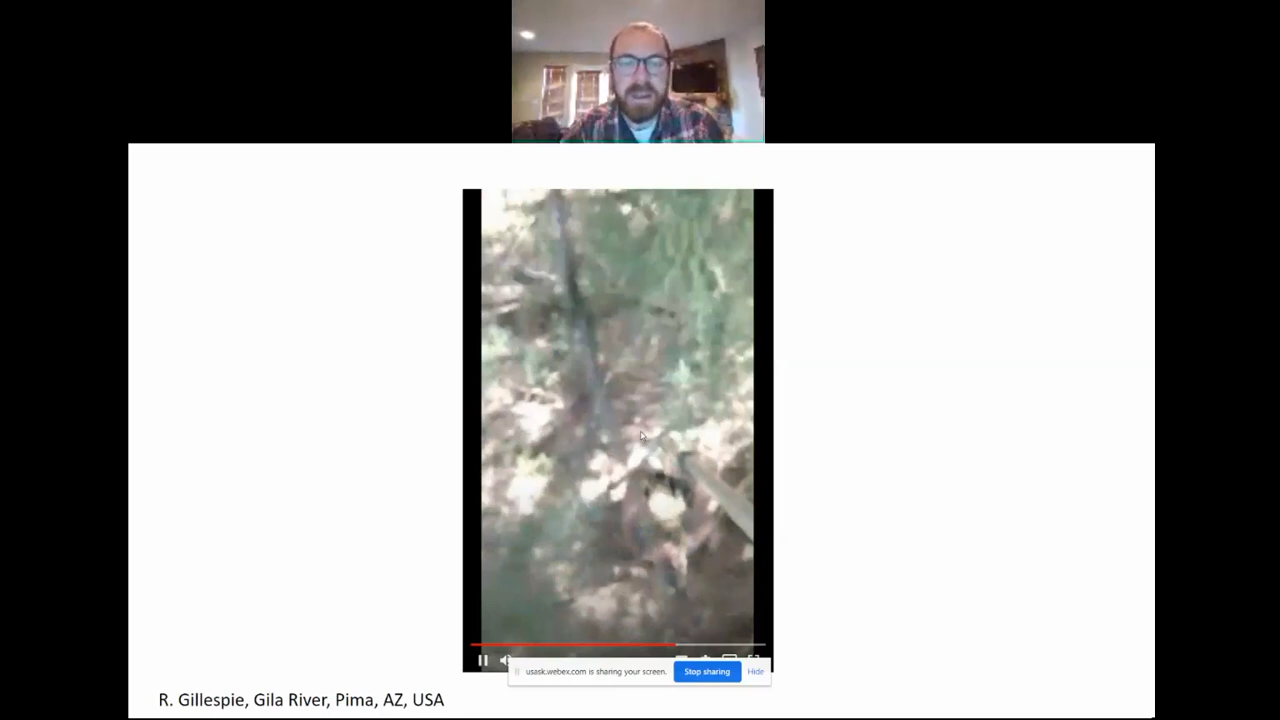 usask.webex.com is sharing your screen.
Stop sharing
Hide
R. Gillespie, Gila River, Pima, AZ, USA